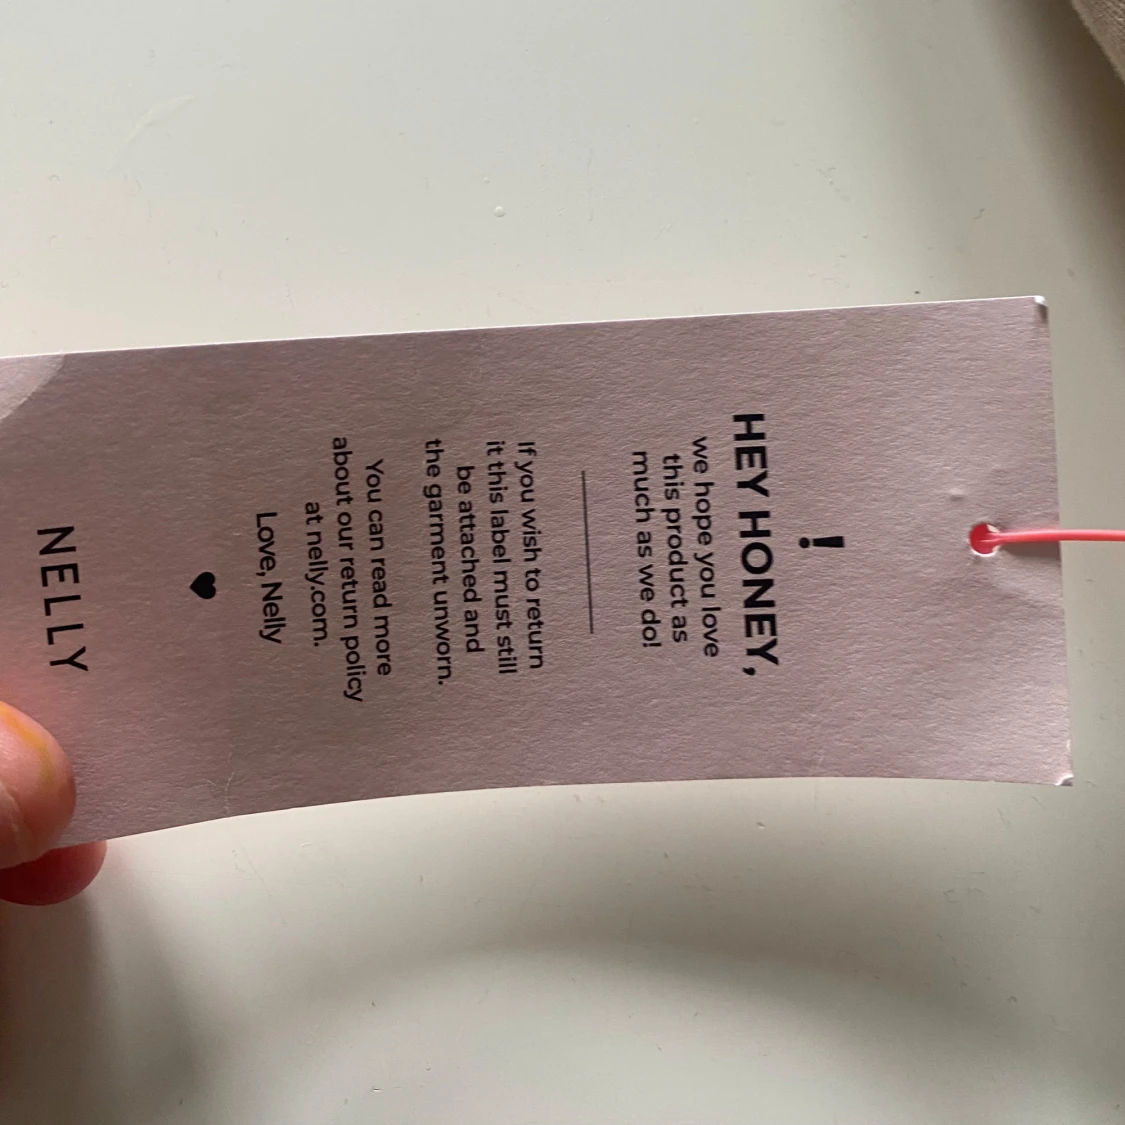 !
HEY HONEY,
we hope you love
this product as
much as we do!
If you wish to return
it this label must still
be attached and
the garment unworn.
You can read more
about our return policy
at nelly.com.
Love, Nelly
NELLY